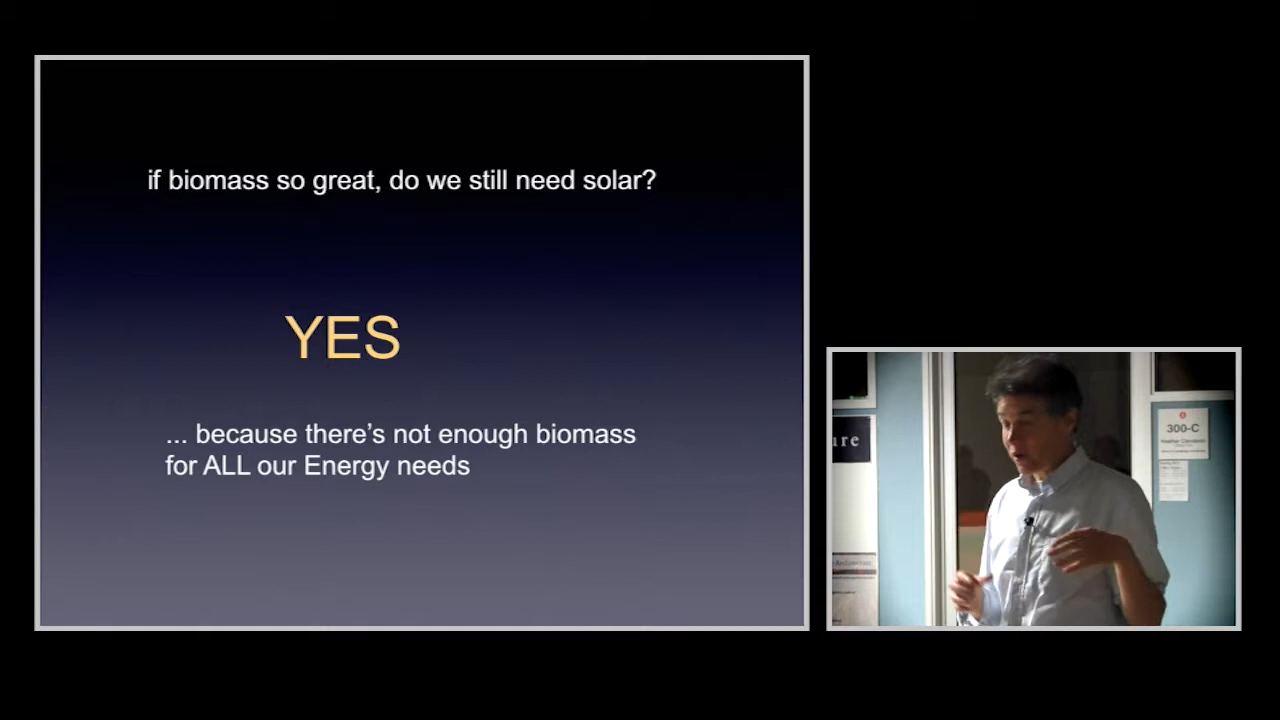 if biomass so great, do we still need solar?
YES
... because there's not enough biomass
for ALL our Energy needs
300-C